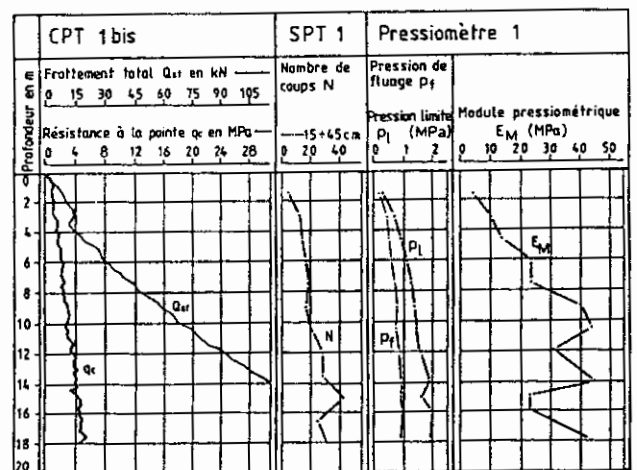 CPT 1bis
SPT 1
Pressiomètre 1
Profondeur en m
Frottement total Qst en kN
0 15 30 45 60 75 90 105
Résistance à la pointe qc en MPa
0 4 8 12 16 20 24 28
Nombre de
coups N
15+45cm
0 20 40
Pression de
fluage Pf
Pression limite
Pl (MPa)
0 1 2
Module pressiométrique
EM (MPa)
0 10 20 30 40 50
0
2
4
6
8
10
12
14
16
18
20
Qst
qc
N
Pl
Pf
EM